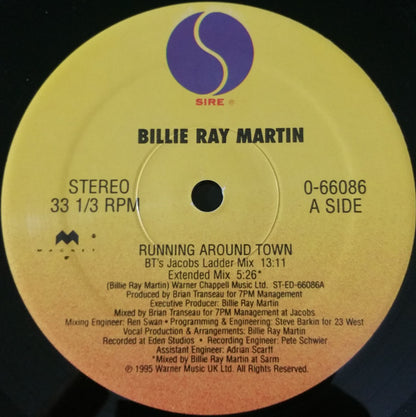 SIRE ®
BILLIE RAY MARTIN
STEREO
33 1/3 RPM
0-66086
A SIDE
MAGNET
RUNNING AROUND TOWN
BT's Jacobs Ladder Mix 13:11
Extended Mix 5:26*
(Billie Ray Martin) Warner Chappell Music Ltd. ST-ED-66086A
Produced by Brian Transeau for 7PM Management
Executive Producer: Billie Ray Martin
Mixed by Brian Transeau for 7PM Management at Jacobs
Mixing Engineer: Ren Swan • Programming & Engineering: Steve Barkin for 23 West
Vocal Production & Arrangements: Billie Ray Martin
Recorded at Eden Studios • Recording Engineer: Pete Schwier
Assistant Engineer: Adrian Scarff
*Mixed by Billie Ray Martin at Sarm
℗ 1995 Warner Music UK Ltd. All Rights Reserved.